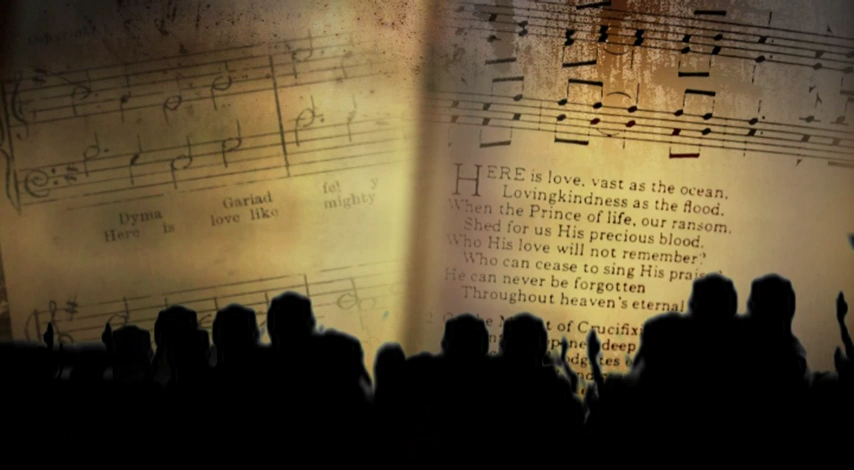 Dyma Gariad fel y
Here is love like mighty
HERE is love, vast as the ocean,
Lovingkindness as the flood.
When the Prince of life, our ransom,
Shed for us His precious blood.
Who His love will not remember?
Who can cease to sing His praise?
He can never be forgotten
Throughout heaven's eternal
of Crucifixi
deep